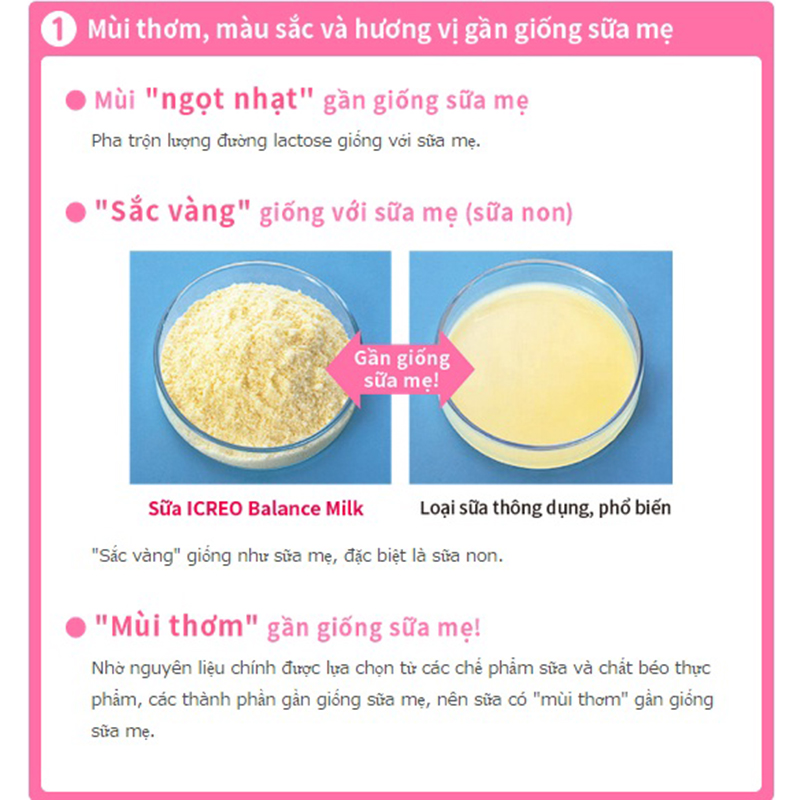 1 Mùi thơm, màu sắc và hương vị gần giống sữa mẹ
Mùi "ngọt nhạt" gần giống sữa mẹ
Pha trộn lượng đường lactose giống với sữa mẹ.
"Sắc vàng" giống với sữa mẹ (sữa non)
Gần giống
sữa mẹ!
Sữa ICREO Balance Milk
Loại sữa thông dụng, phổ biến
"Sắc vàng" giống như sữa mẹ, đặc biệt là sữa non.
"Mùi thơm" gần giống sữa mẹ!
Nhờ nguyên liệu chính được lựa chọn từ các chế phẩm sữa và chất béo thực
phẩm, các thành phần gần giống sữa mẹ, nên sữa có "mùi thơm" gần giống
sữa mẹ.